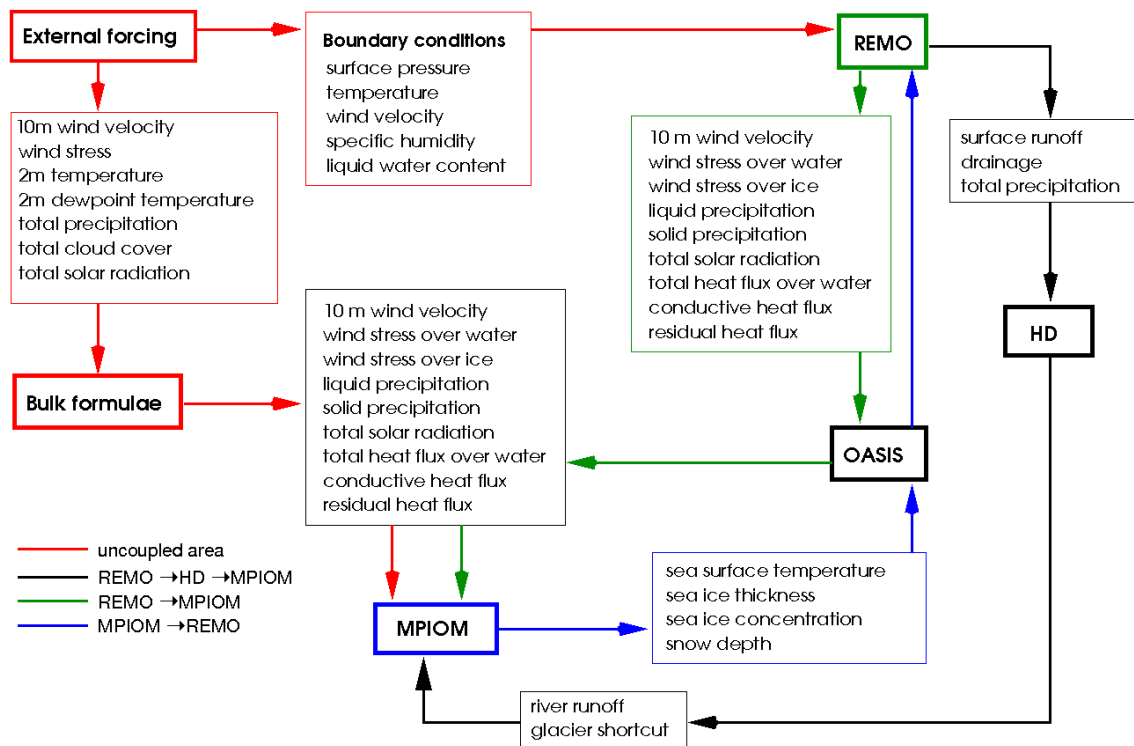 External forcing
Boundary conditions
surface pressure
temperature
wind velocity
specific humidity
liquid water content
REMO
10m wind velocity
wind stress
2m temperature
2m dewpoint temperature
total precipitation
total cloud cover
total solar radiation
10 m wind velocity
wind stress over water
wind stress over ice
liquid precipitation
solid precipitation
total solar radiation
total heat flux over water
conductive heat flux
residual heat flux
surface runoff
drainage
total precipitation
HD
Bulk formulae
10 m wind velocity
wind stress over water
wind stress over ice
liquid precipitation
solid precipitation
total solar radiation
total heat flux over water
conductive heat flux
residual heat flux
OASIS
uncoupled area
REMO →HD →MPIOM
REMO →MPIOM
MPIOM →REMO
MPIOM
sea surface temperature
sea ice thickness
sea ice concentration
snow depth
river runoff
glacier shortcut